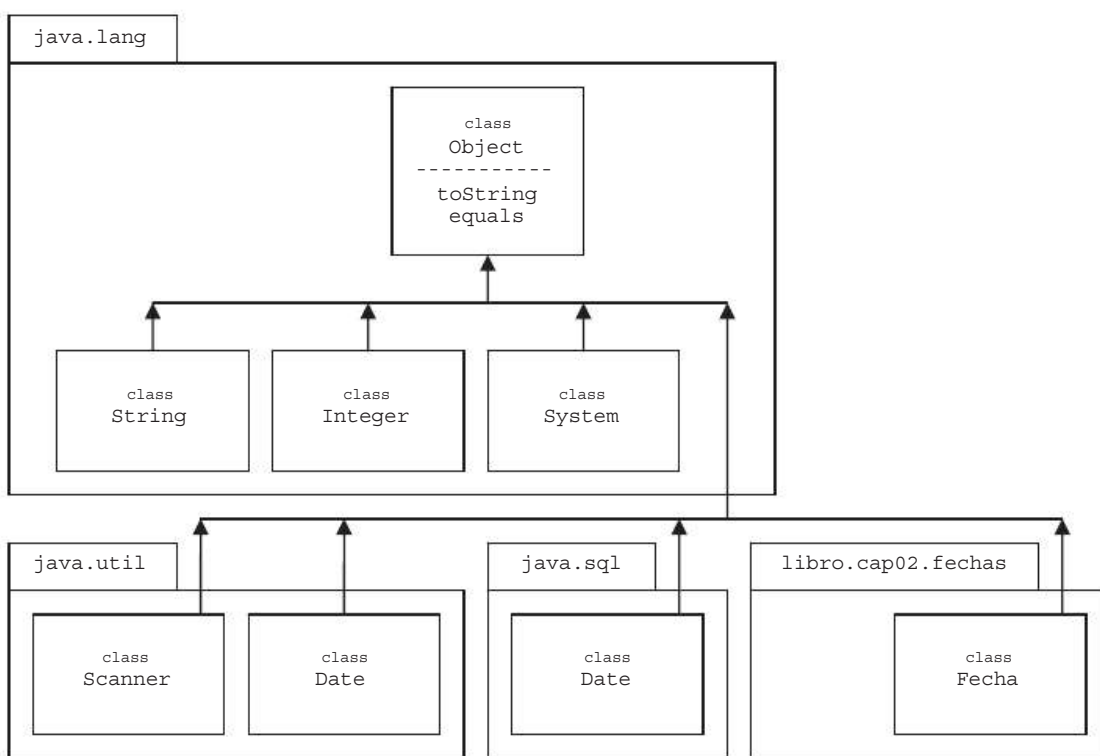 java.lang
class
Object
-----------
toString
equals
class
String
class
Integer
class
System
java.util
java.sql
libro.cap02.fechas
class
Scanner
class
Date
class
Date
class
Fecha